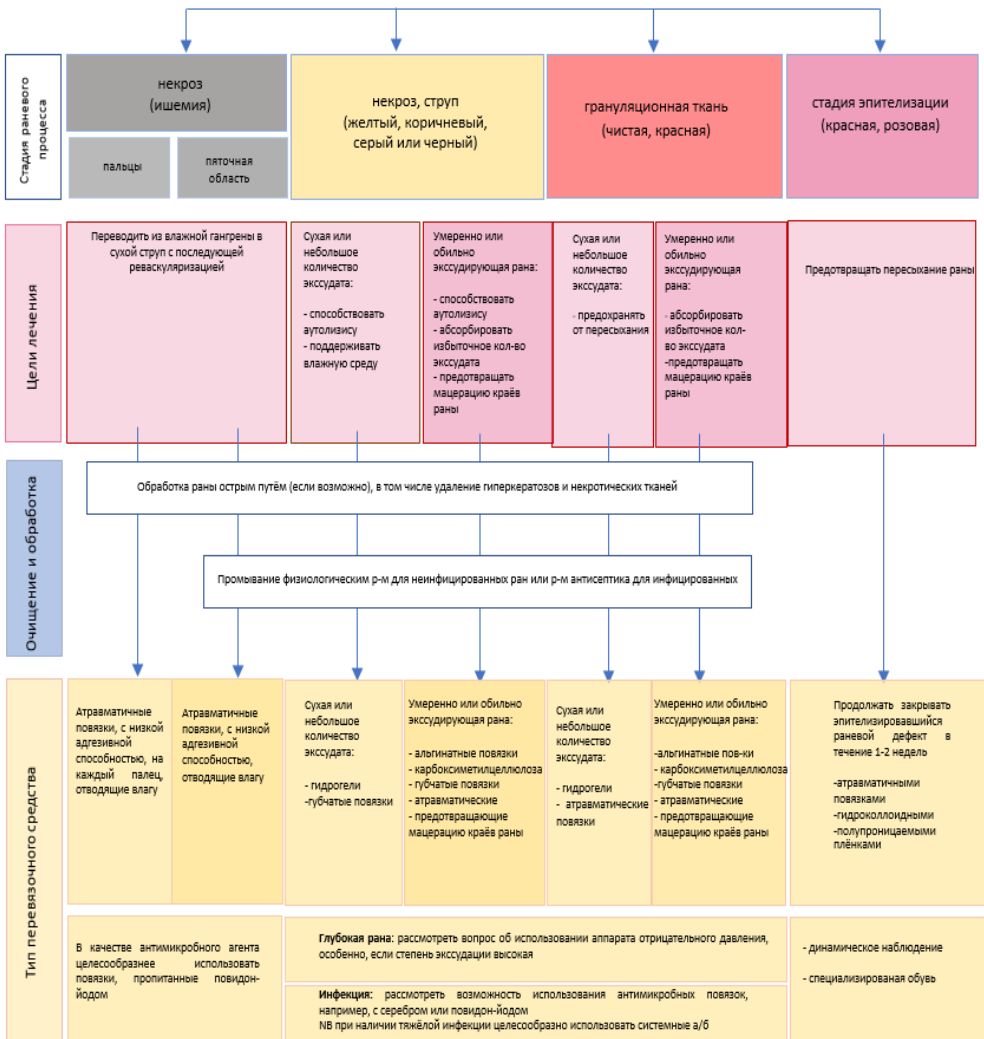 Стадия раневого
процесса
некроз
(ишемия)
пальцы
пяточная
область
некроз, струп
(желтый, коричневый,
серый или черный)
грануляционная ткань
(чистая, красная)
стадия эпителизации
(красная, розовая)
Цели лечения
Переводить из влажной гангрены в
сухой струп с последующей
реваскуляризацией
Сухая или
небольшое
количество
экссудата:
- способствовать
аутолизису
- поддерживать
влажную среду
Умеренно или
обильно
экссудирующая рана:
- способствовать
аутолизису
- абсорбировать
избыточное кол-во
экссудата
- предотвращать
мацерацию краёв
раны
Сухая или
небольшое
количество
экссудата:
- предохранять
от пересыхания
Умеренно или
обильно
экссудирующая
рана:
- абсорбировать
избыточное кол-
во экссудата
-предотвращать
мацерацию краёв
раны
Предотвращать пересыхание раны
Очищение и обработка
Обработка раны острым путём (если возможно), в том числе удаление гиперкератозов и некротических тканей
Промывание физиологическим р-м для неинфицированных ран или р-м антисептика для инфицированных
Тип перевязочного средства
Атравматичные
повязки, с низкой
адгезивной
способностью, на
каждый палец,
отводящие влагу
Атравматичные
повязки, с низкой
адгезивной
способностью,
отводящие влагу
Сухая или
небольшое
количество
экссудата:
- гидрогели
-губчатые повязки
Умеренно или обильно
экссудирующая рана:
- альгинатные повязки
- карбоксиметилцеллюлоза
- губчатые повязки
- атравматические
- предотвращающие
мацерацию краёв раны
Сухая или
небольшое
количество
экссудата:
- гидрогели
- атравматические
повязки
Умеренно или обильно
экссудирующая рана:
-альгинатные пов-ки
- карбоксиметилцеллюлоза
-губчатые повязки
- атравматические
- предотвращающие
мацерацию краёв раны
Продолжать закрывать
эпителизировавшийся
раневой дефект в
течение 1-2 недель
-атравматичными
повязками
-гидроколлоидными
-полупроницаемыми
плёнками
В качестве антимикробного агента
целесообразнее использовать
повязки, пропитанные повидон-
йодом
Глубокая рана: рассмотреть вопрос об использовании аппарата отрицательного давления,
особенно, если степень экссудации высокая
Инфекция: рассмотреть возможность использования антимикробных повязок,
например, с серебром или повидон-йодом
NB при наличии тяжёлой инфекции целесообразно использовать системные а/б
- динамическое наблюдение
- специализированая обувь